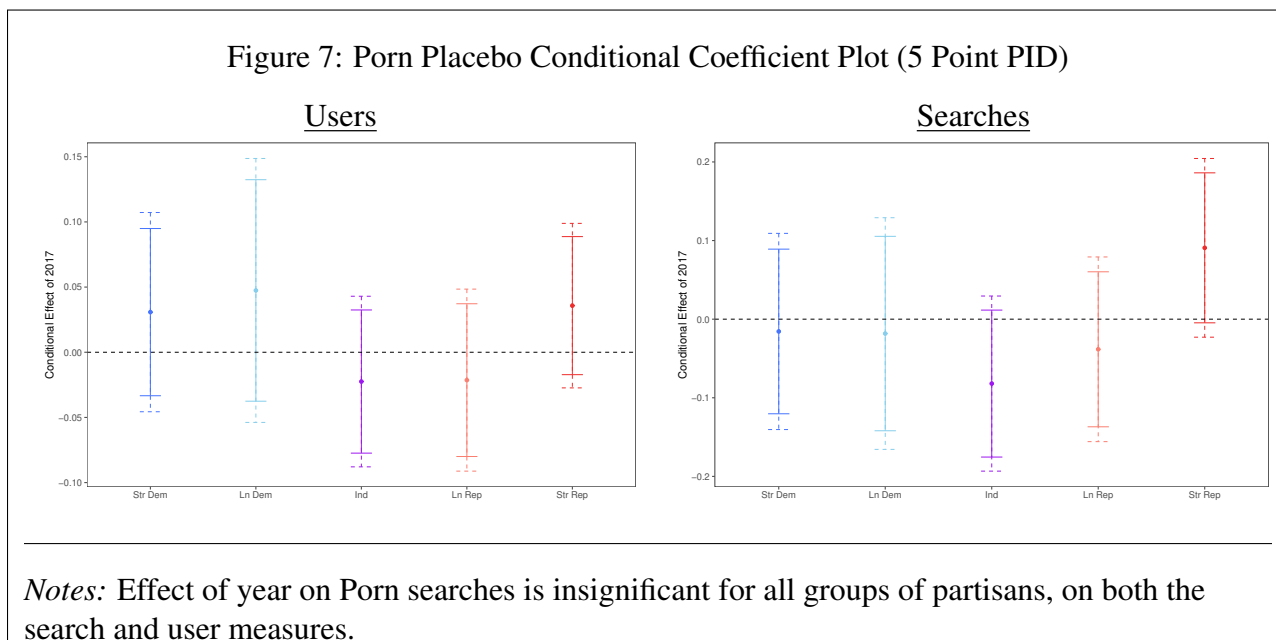 Figure 7: Porn Placebo Conditional Coefficient Plot (5 Point PID)
Users
Searches
Conditional Effect of 2017
0.15
0.10
0.05
0.00
−0.05
−0.10
Str Dem
Ln Dem
Ind
Ln Rep
Str Rep
Conditional Effect of 2017
0.2
0.1
0.0
−0.1
−0.2
Str Dem
Ln Dem
Ind
Ln Rep
Str Rep
Notes: Effect of year on Porn searches is insignificant for all groups of partisans, on both the
search and user measures.